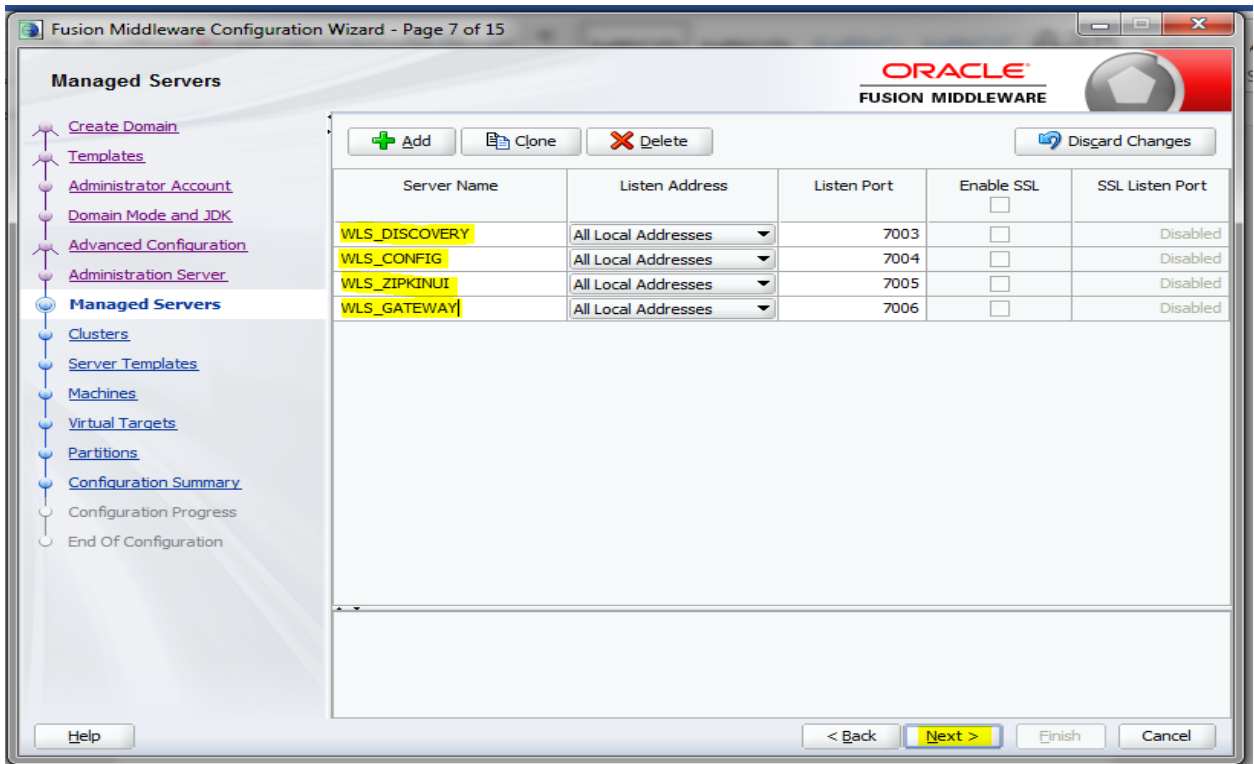 Fusion Middleware Configuration Wizard - Page 7 of 15
Managed Servers
ORACLE
FUSION MIDDLEWARE
Create Domain
Templates
Administrator Account
Domain Mode and JDK
Advanced Configuration
Administration Server
Managed Servers
Clusters
Server Templates
Machines
Virtual Targets
Partitions
Configuration Summary
Configuration Progress
End Of Configuration
Add Clone Delete Discard Changes
Server Name Listen Address Listen Port Enable SSL SSL Listen Port
WLS_DISCOVERY All Local Addresses 7003 Disabled
WLS_CONFIG All Local Addresses 7004 Disabled
WLS_ZIPKINUI All Local Addresses 7005 Disabled
WLS_GATEWAY All Local Addresses 7006 Disabled
Help < Back Next > Finish Cancel